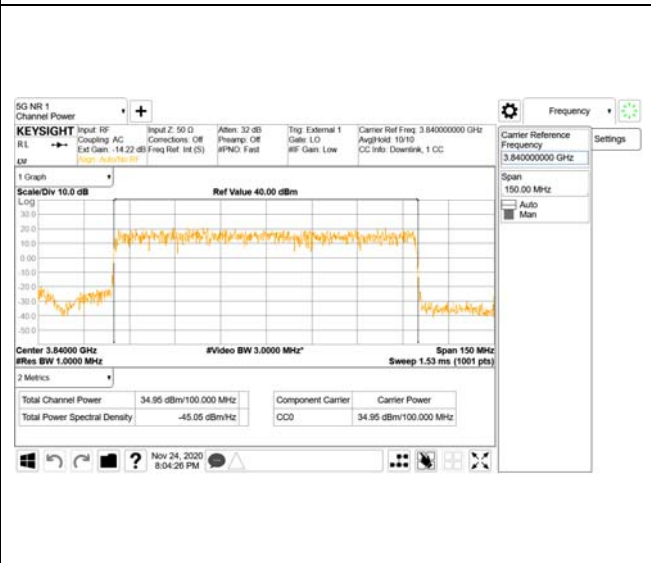 5G NR 1
Channel Power
Frequency
KEYSIGHT
RL
Input: RF
Coupling: AC
Ext Gain: -14.22 dB
Align: Auto/No RF
Input Z: 50 Ω
Corrections: Off
Freq Ref: Int (S)
Atten: 32 dB
Preamp: Off
#PNO: Fast
Trig: External 1
Gate: LO
#IF Gain: Low
Carrier Ref Freq: 3.840000000 GHz
Avg|Hold: 10/10
CC Info: Downlink, 1 CC
Carrier Reference
Frequency
3.840000000 GHz
Settings
Span
150.00 MHz
Auto
Man
1 Graph
Scale/Div 10.0 dB
Ref Value 40.00 dBm
Log
30.0
20.0
10.0
0.00
-10.0
-20.0
-30.0
-40.0
-50.0
Center 3.84000 GHz
#Video BW 3.0000 MHz*
Span 150 MHz
#Res BW 1.0000 MHz
Sweep 1.53 ms (1001 pts)
2 Metrics
Total Channel Power 34.95 dBm/100.000 MHz
Total Power Spectral Density -45.05 dBm/Hz
Component Carrier Carrier Power
CC0 34.95 dBm/100.000 MHz
Nov 24, 2020
8:04:26 PM